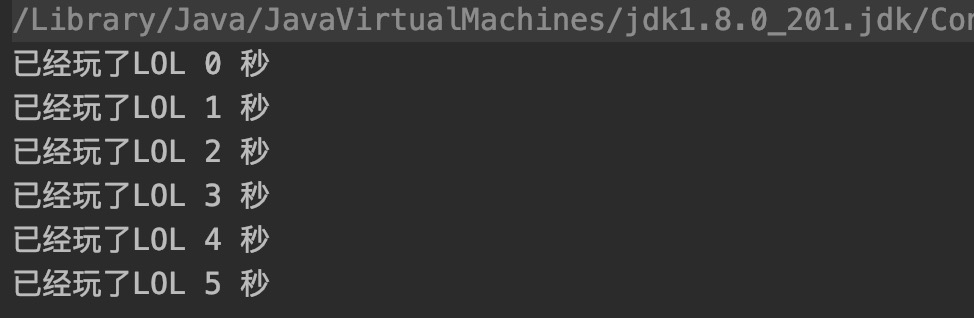 /Library/Java/JavaVirtualMachines/jdk1.8.0_201.jdk/Con
已经玩了LOL 0 秒
已经玩了LOL 1 秒
已经玩了LOL 2 秒
已经玩了LOL 3 秒
已经玩了LOL 4 秒
已经玩了LOL 5 秒